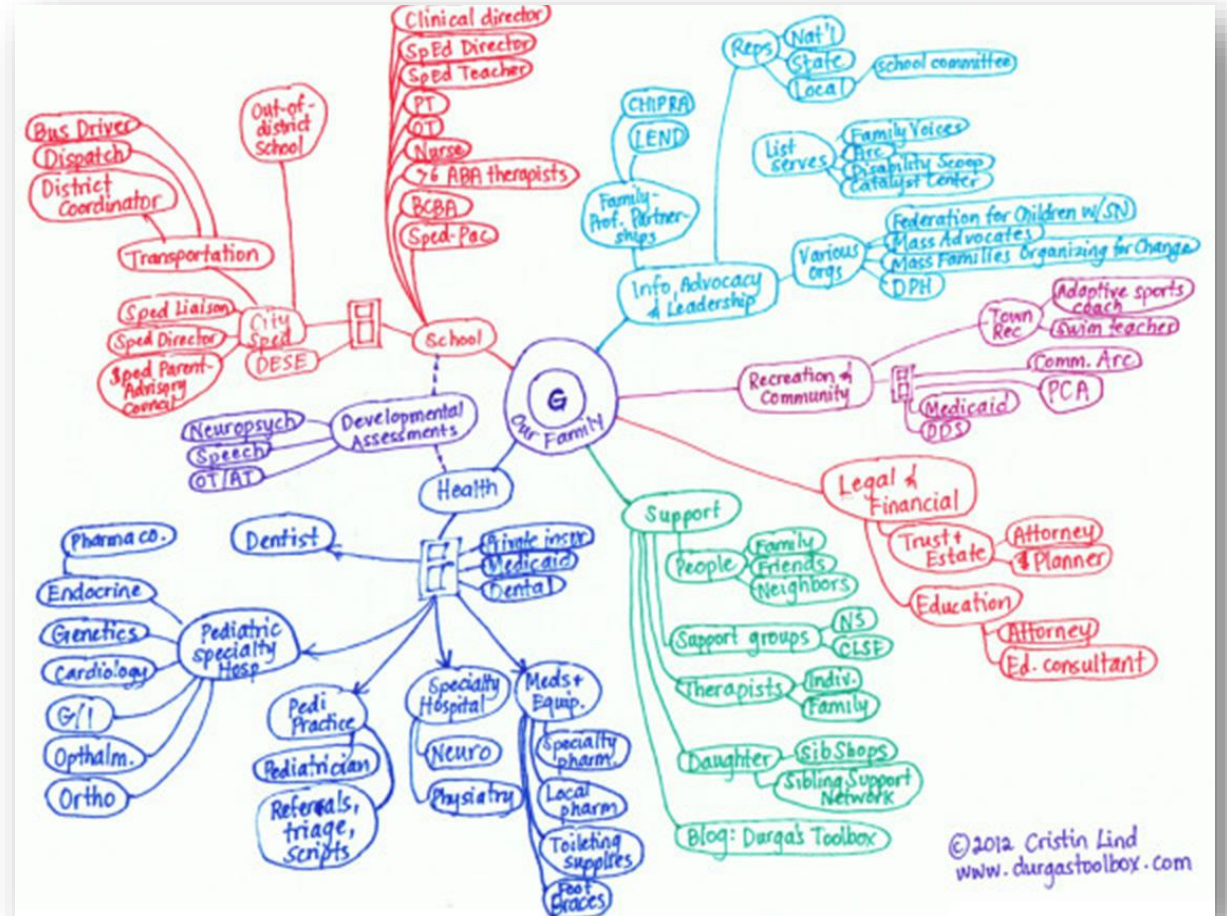 Clinical director
SpEd Director
SpEd Teacher
PT
OT
Nurse
>6 ABA therapists
BCBA
Sped-Pac
Out-of-
district
School
Bus Driver
Dispatch
District
Coordinator
Transportation
Sped Liaison
Sped Director
Sped Parent-
Advisory
Council
City
Sped
DESE
School
Reps
Nat'l
State
Local
school committee
CHIPRA
LEND
Family-
Prof. Partner-
ships
List
serves
Family Voices
Arc
Disability Scoop
Catalyst Center
Info, Advocacy
& Leadership
Various
orgs
Federation for Children w/SN
Mass Advocates
Mass Families Organizing for Change
DPH
G
Our Family
Recreation &
Community
Town
Rec
Adaptive sports
coach
Swim teacher
Comm. Arc
PCA
Medicaid
DDS
Developmental
Assessments
Neuropsych
Speech
OT/AT
Health
Dentist
Private insur
Medicaid
Dental
Pharma co.
Endocrine
Genetics
Cardiology
G/I
Opthalm.
Ortho
Pediatric
specialty
Hosp
Pedi
Practice
Pediatrician
Referrals,
triage,
scripts
Specialty
Hospital
Neuro
Physiatry
Meds +
Equip.
Specialty
pharm.
Local
pharm
Toileting
supplies
Foot
Braces
Support
People
Family
Friends
Neighbors
Support groups
NS
CLSF
Therapists
Indiv.
Family
Daughter
SibShops
Sibling Support
Network
Blog: Durga's Toolbox
Legal &
Financial
Trust +
Estate
Attorney
$ Planner
Education
Attorney
Ed. consultant
©2012 Cristin Lind
www.durgastoolbox.com